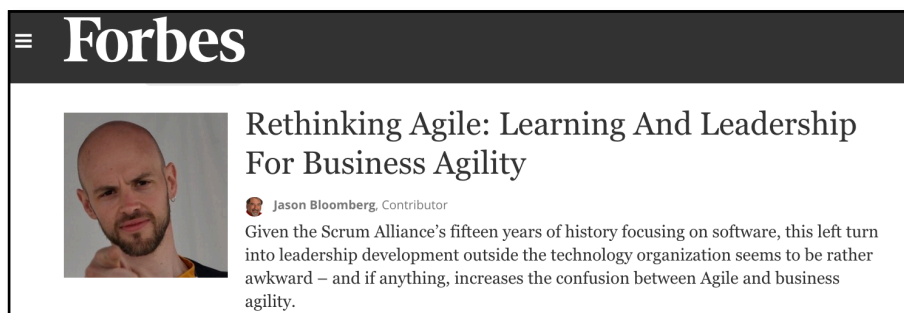 Forbes
Rethinking Agile: Learning And Leadership
For Business Agility
Jason Bloomberg, Contributor
Given the Scrum Alliance’s fifteen years of history focusing on software, this left turn
into leadership development outside the technology organization seems to be rather
awkward – and if anything, increases the confusion between Agile and business
agility.